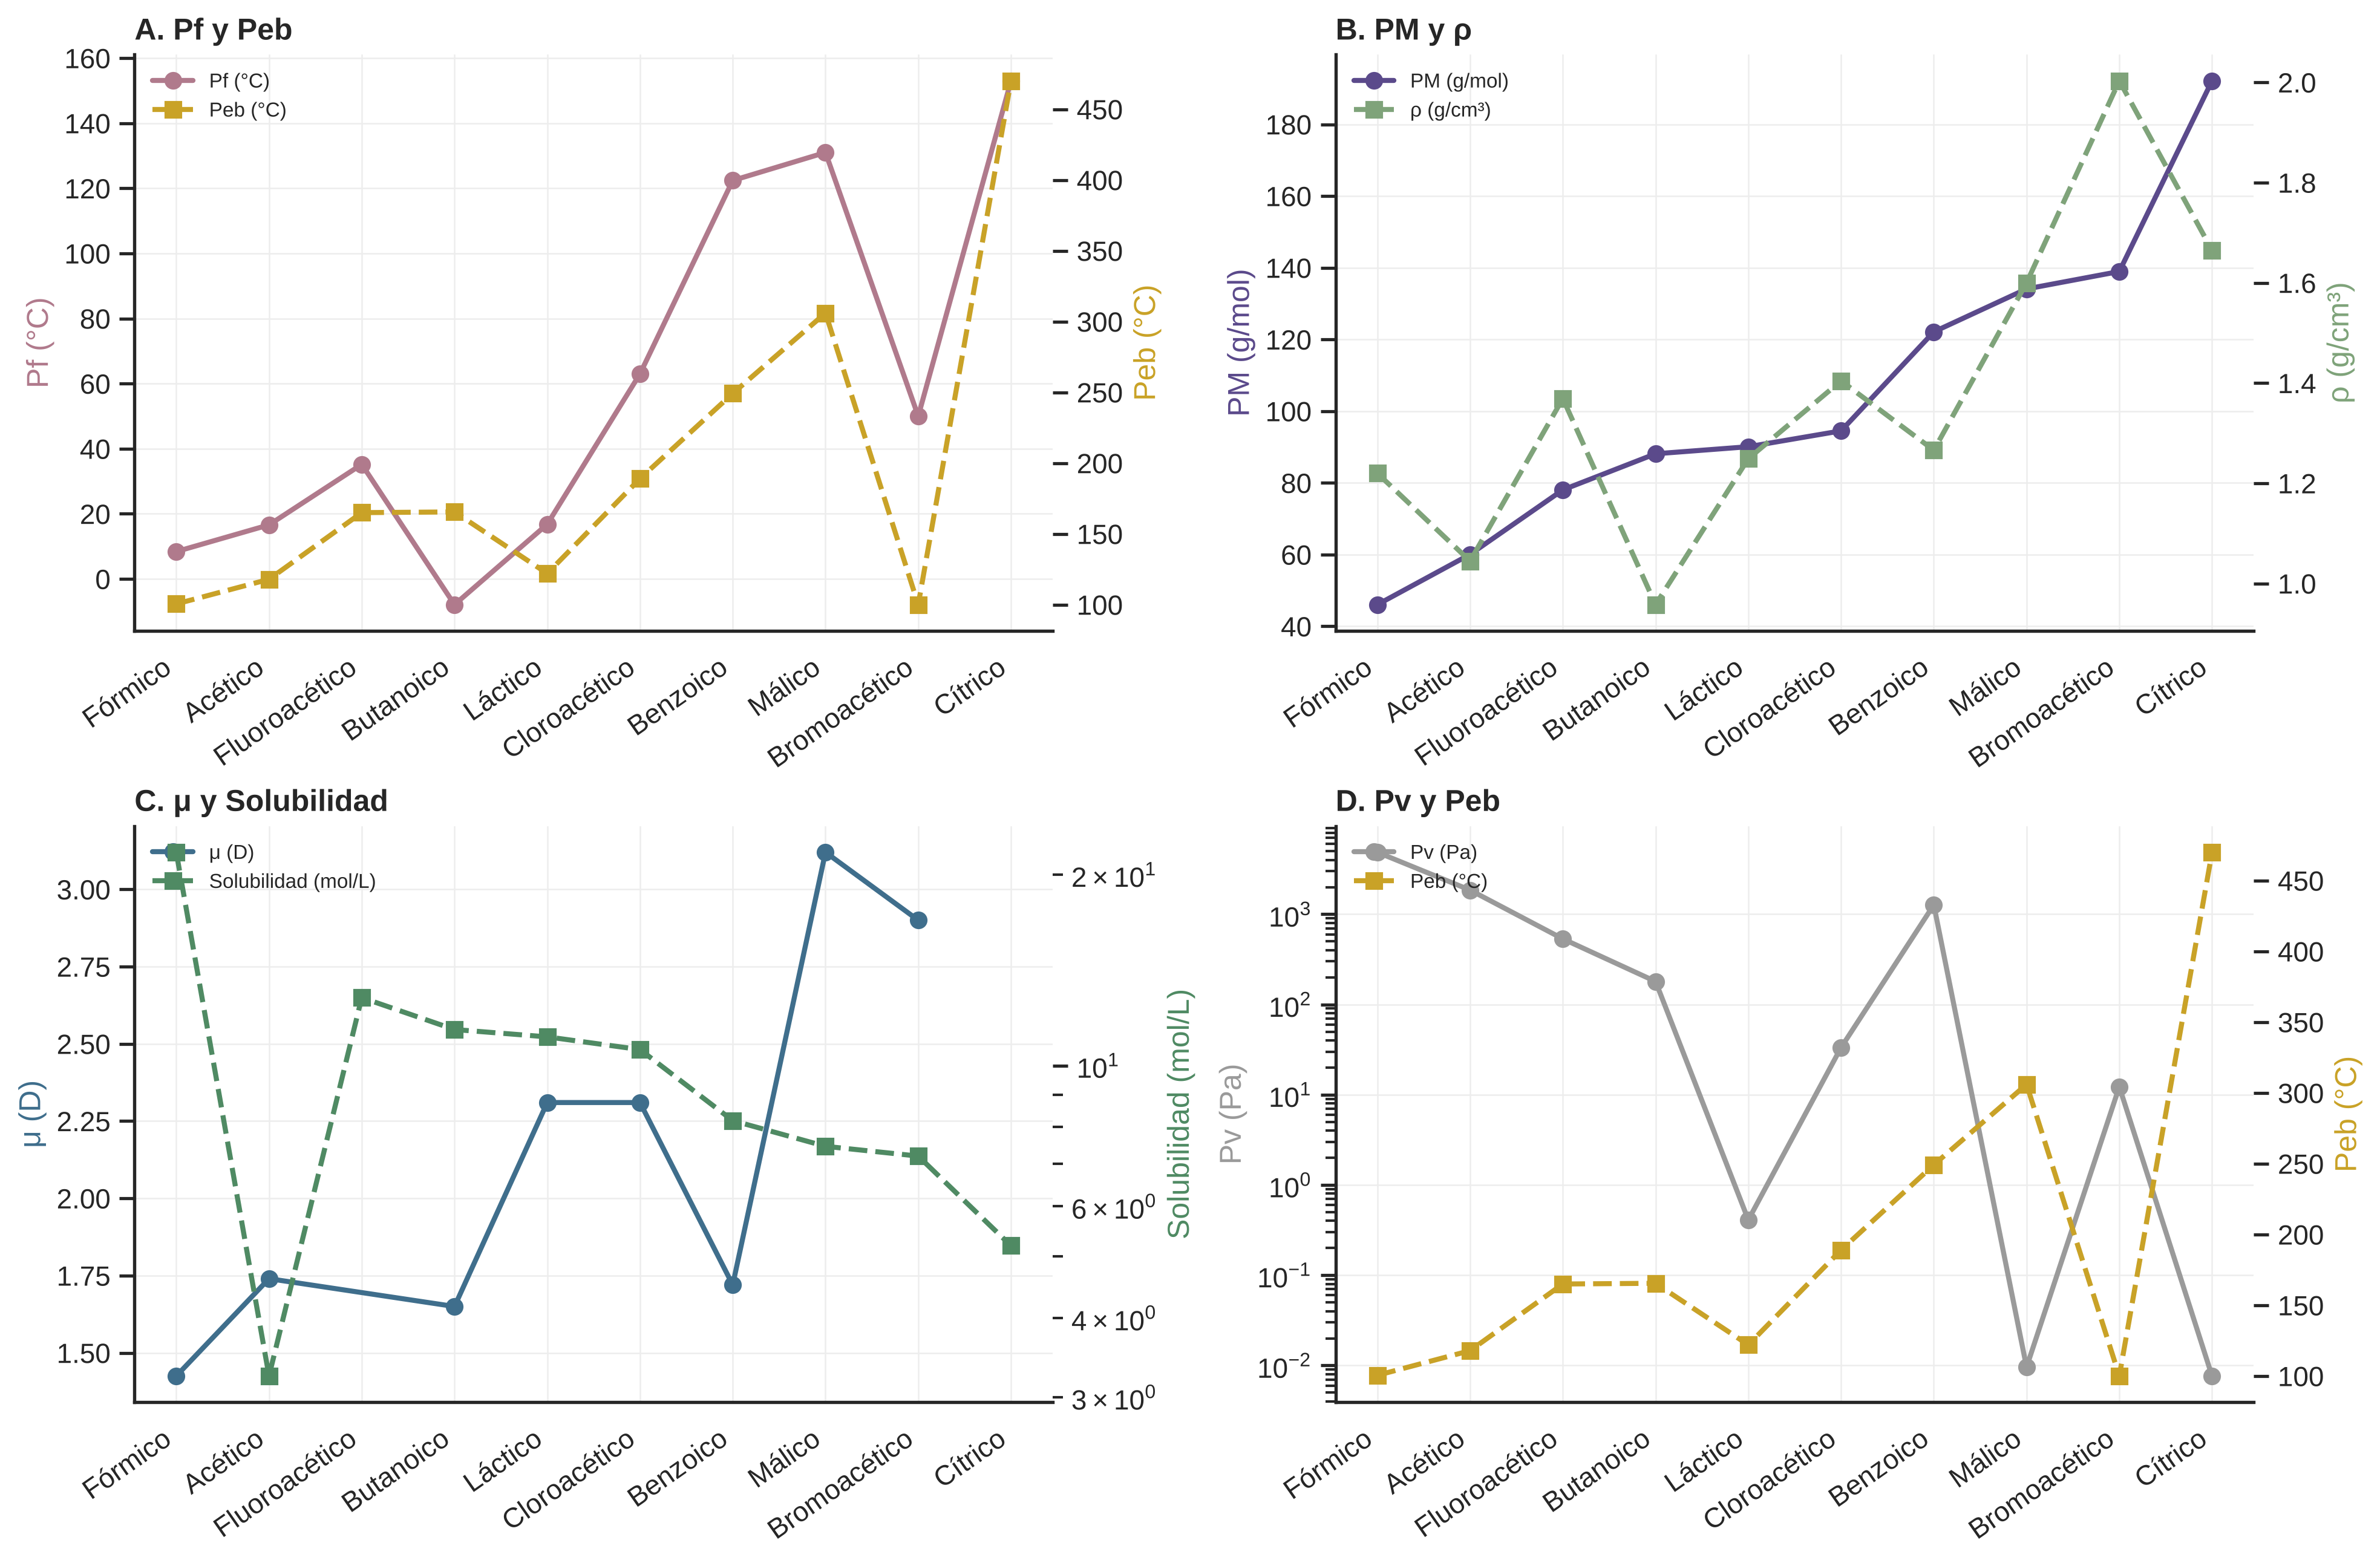 A. Pf y Peb
Pf (°C)
Peb (°C)
160
140
120
100
80
60
40
20
0
Pf (°C)
450
400
350
300
250
200
150
100
Peb (°C)
Fórmico
Acético
Fluoroacético
Butanoico
Láctico
Cloroacético
Benzoico
Málico
Bromoacético
Cítrico
B. PM y ρ
PM (g/mol)
ρ (g/cm³)
180
160
140
120
100
80
60
40
PM (g/mol)
2.0
1.8
1.6
1.4
1.2
1.0
ρ (g/cm³)
Fórmico
Acético
Fluoroacético
Butanoico
Láctico
Cloroacético
Benzoico
Málico
Bromoacético
Cítrico
C. μ y Solubilidad
μ (D)
Solubilidad (mol/L)
3.00
2.75
2.50
2.25
2.00
1.75
1.50
μ (D)
2 × 10¹
10¹
6 × 10⁰
4 × 10⁰
3 × 10⁰
Solubilidad (mol/L)
Fórmico
Acético
Fluoroacético
Butanoico
Láctico
Cloroacético
Benzoico
Málico
Bromoacético
Cítrico
D. Pv y Peb
Pv (Pa)
Peb (°C)
10³
10²
10¹
10⁰
10⁻¹
10⁻²
Pv (Pa)
450
400
350
300
250
200
150
100
Peb (°C)
Fórmico
Acético
Fluoroacético
Butanoico
Láctico
Cloroacético
Benzoico
Málico
Bromoacético
Cítrico